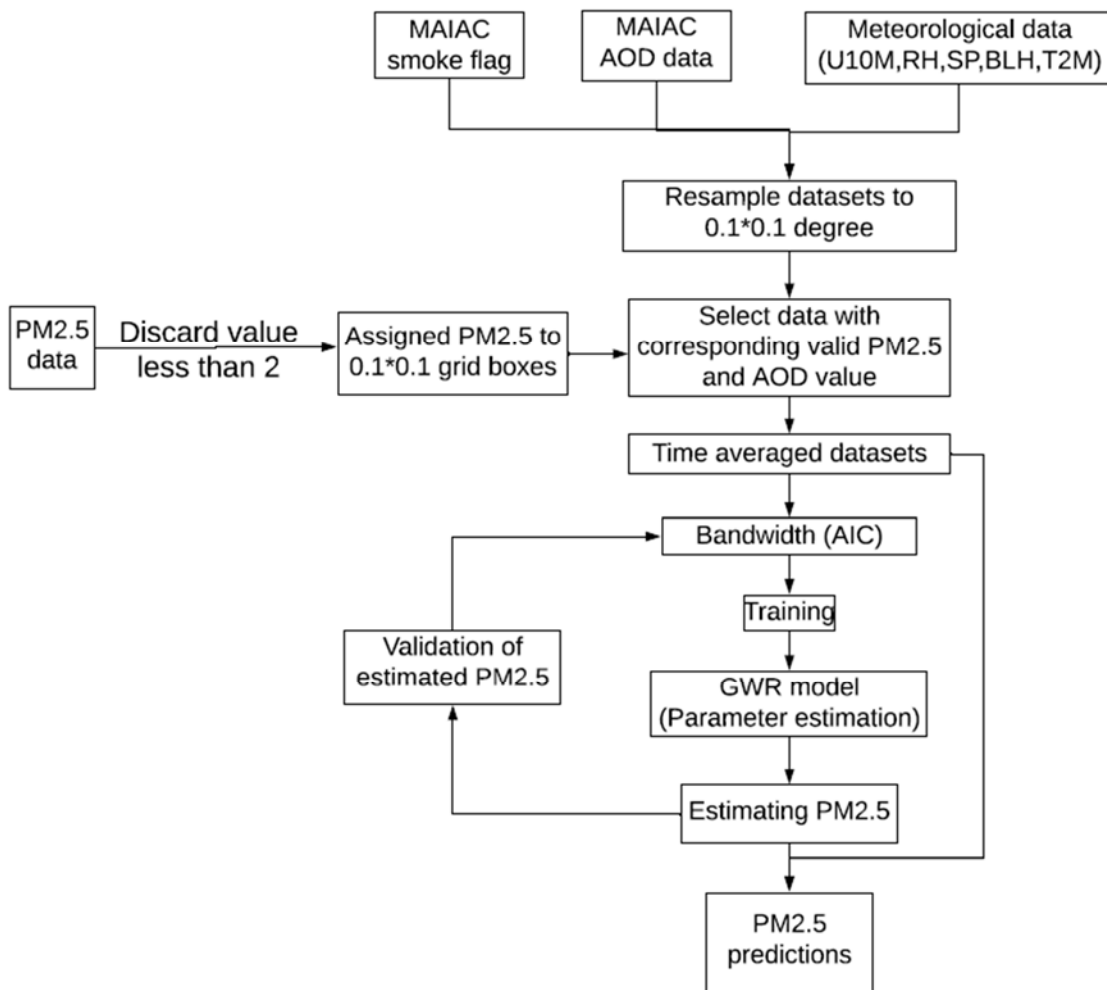 MAIAC
smoke flag
MAIAC
AOD data
Meteorological data
(U10M,RH,SP,BLH,T2M)
Resample datasets to
0.1*0.1 degree
PM2.5
data
Discard value
less than 2
Assigned PM2.5 to
0.1*0.1 grid boxes
Select data with
corresponding valid PM2.5
and AOD value
Time averaged datasets
Bandwidth (AIC)
Training
Validation of
estimated PM2.5
GWR model
(Parameter estimation)
Estimating PM2.5
PM2.5
predictions